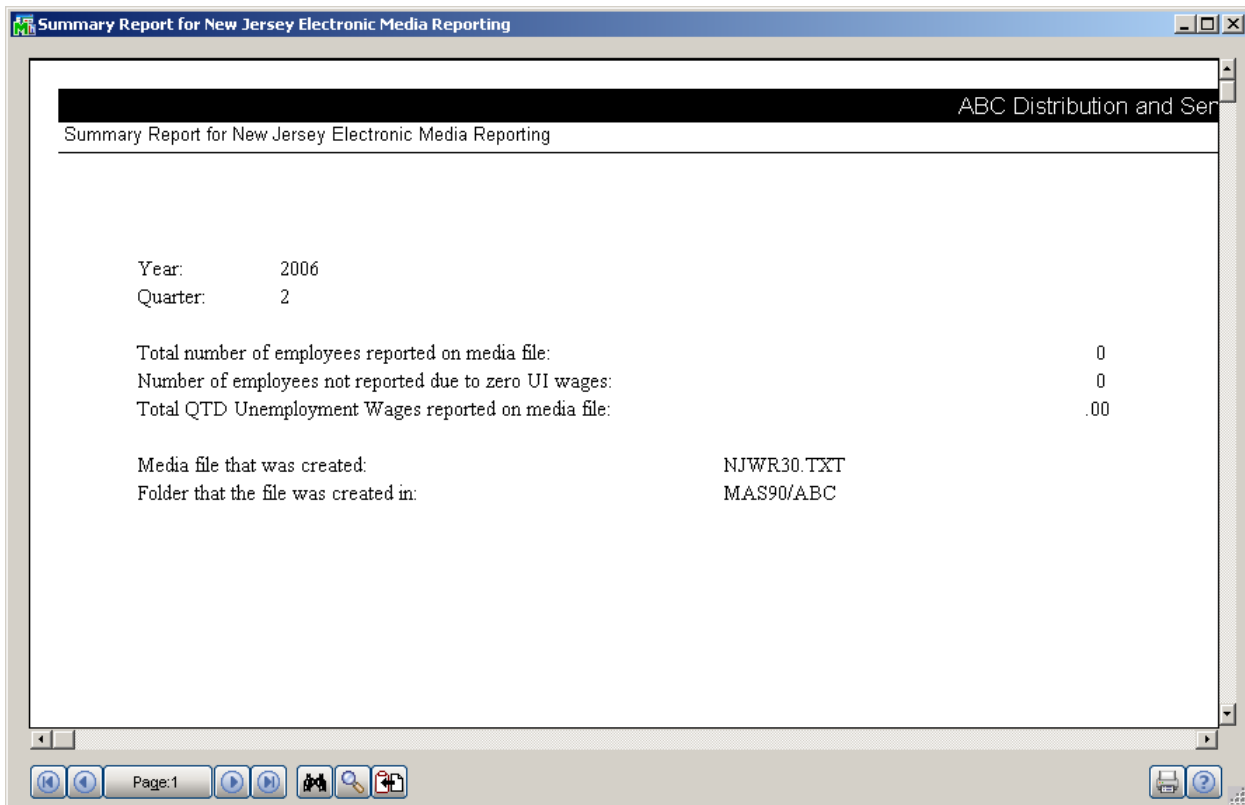 Summary Report for New Jersey Electronic Media Reporting
ABC Distribution and Ser
Summary Report for New Jersey Electronic Media Reporting
Year: 2006
Quarter: 2
Total number of employees reported on media file: 0
Number of employees not reported due to zero UI wages: 0
Total QTD Unemployment Wages reported on media file: .00
Media file that was created: NJWR30.TXT
Folder that the file was created in: MAS90/ABC
Page:1